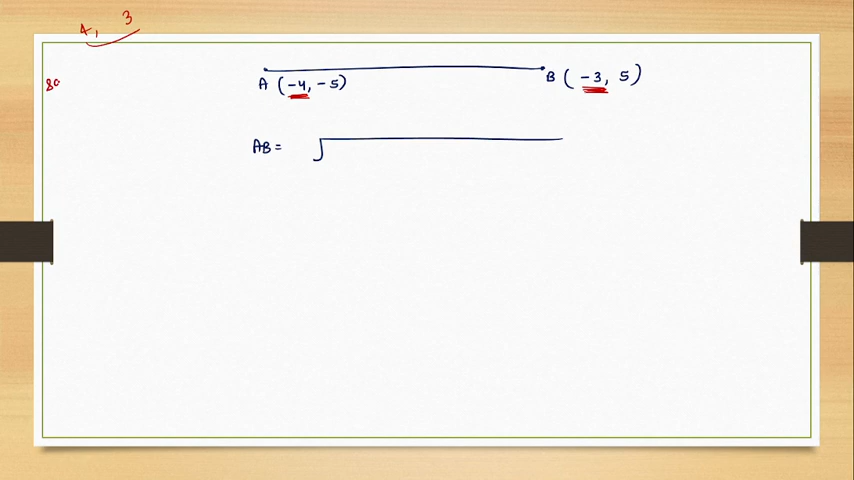 4, 3
A (-4, -5) B (-3, 5)
AB = √